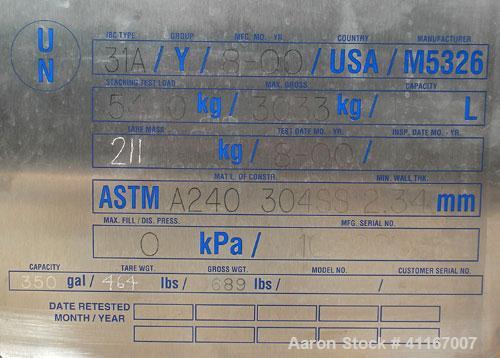 UN
IBC TYPE GROUP MFG. MO. YR. COUNTRY MANUFACTURER
31A / Y / 8-00 / USA / M5326
STACKING TEST LOAD MAX. GROSS CAPACITY
kg / kg / L
TARE MASS TEST DATE MO. YR. INSP. DATE MO. YR.
211 kg / 8-00 /
MAT'L OF CONSTR. MIN. WALL THK.
ASTM A240 304SS 2.34 mm
MAX. FILL / DIS. PRESS. MFG. SERIAL NO.
0 kPa /
CAPACITY TARE WGT. GROSS WGT. MODEL NO. CUSTOMER SERIAL NO.
350 gal / 464 lbs / lbs / /
DATE RETESTED
MONTH / YEAR
Aaron Stock # 41167007